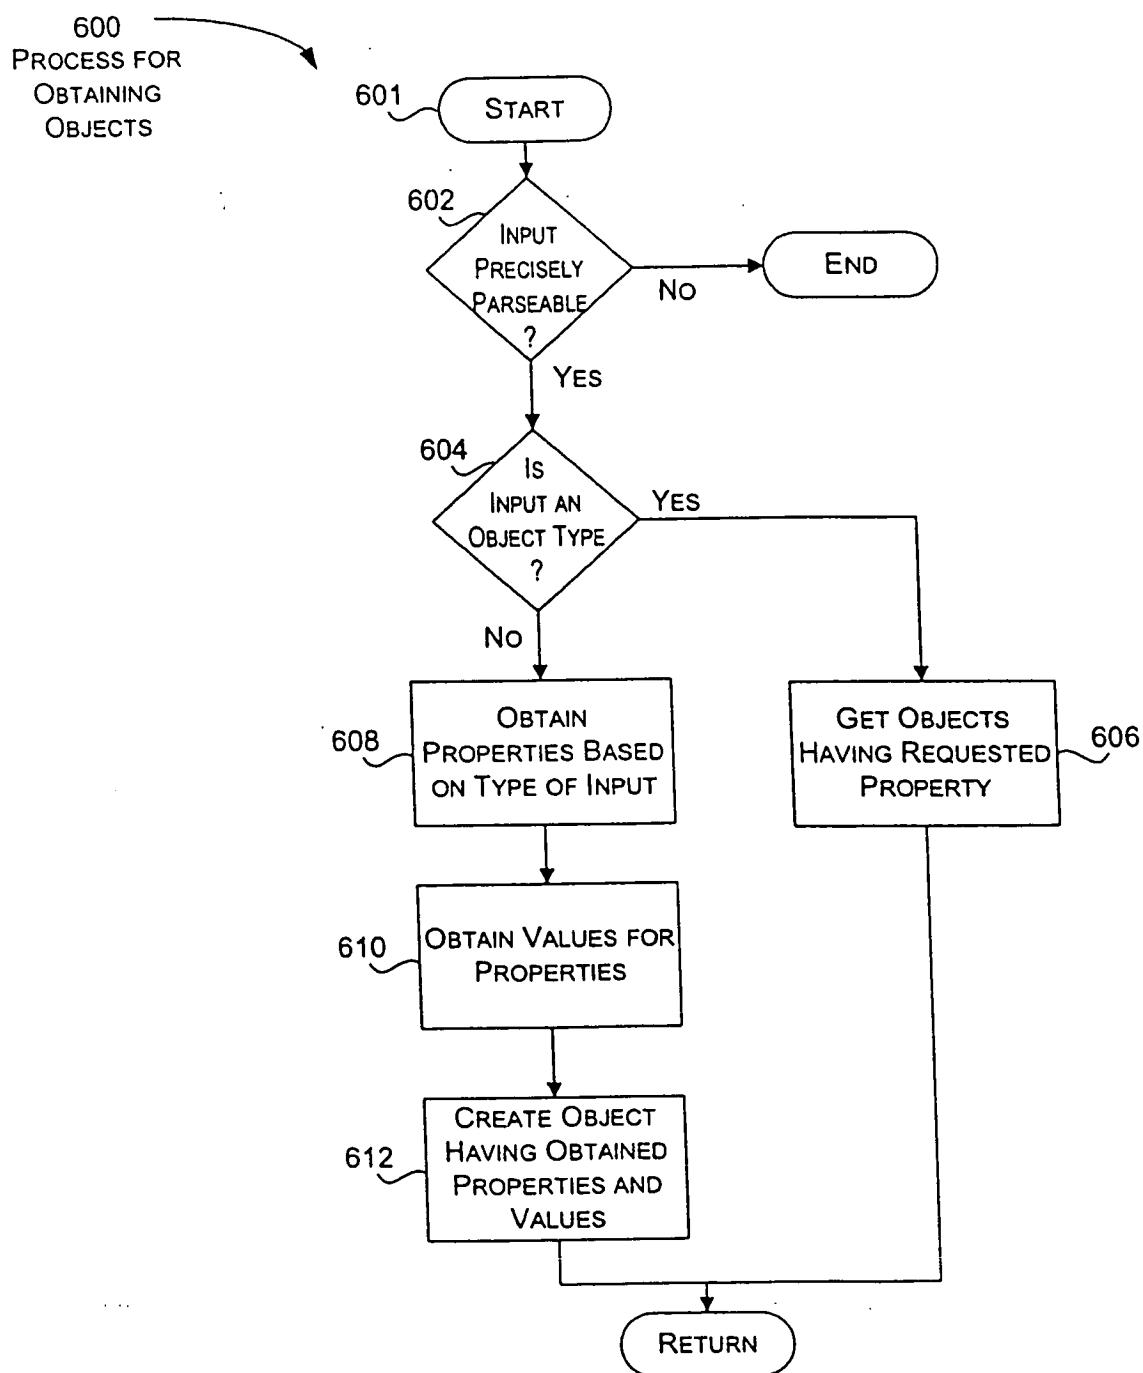 600
PROCESS FOR
OBTAINING
OBJECTS
601
START
602
INPUT
PRECISELY
PARSEABLE
?
NO
END
YES
604
IS
INPUT AN
OBJECT TYPE
?
YES
NO
608
OBTAIN
PROPERTIES BASED
ON TYPE OF INPUT
GET OBJECTS
HAVING REQUESTED
PROPERTY
606
610
OBTAIN VALUES FOR
PROPERTIES
612
CREATE OBJECT
HAVING OBTAINED
PROPERTIES AND
VALUES
RETURN